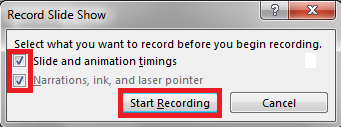 Record Slide Show
Select what you want to record before you begin recording.
Slide and animation timings
Narrations, ink, and laser pointer
Start Recording
Cancel